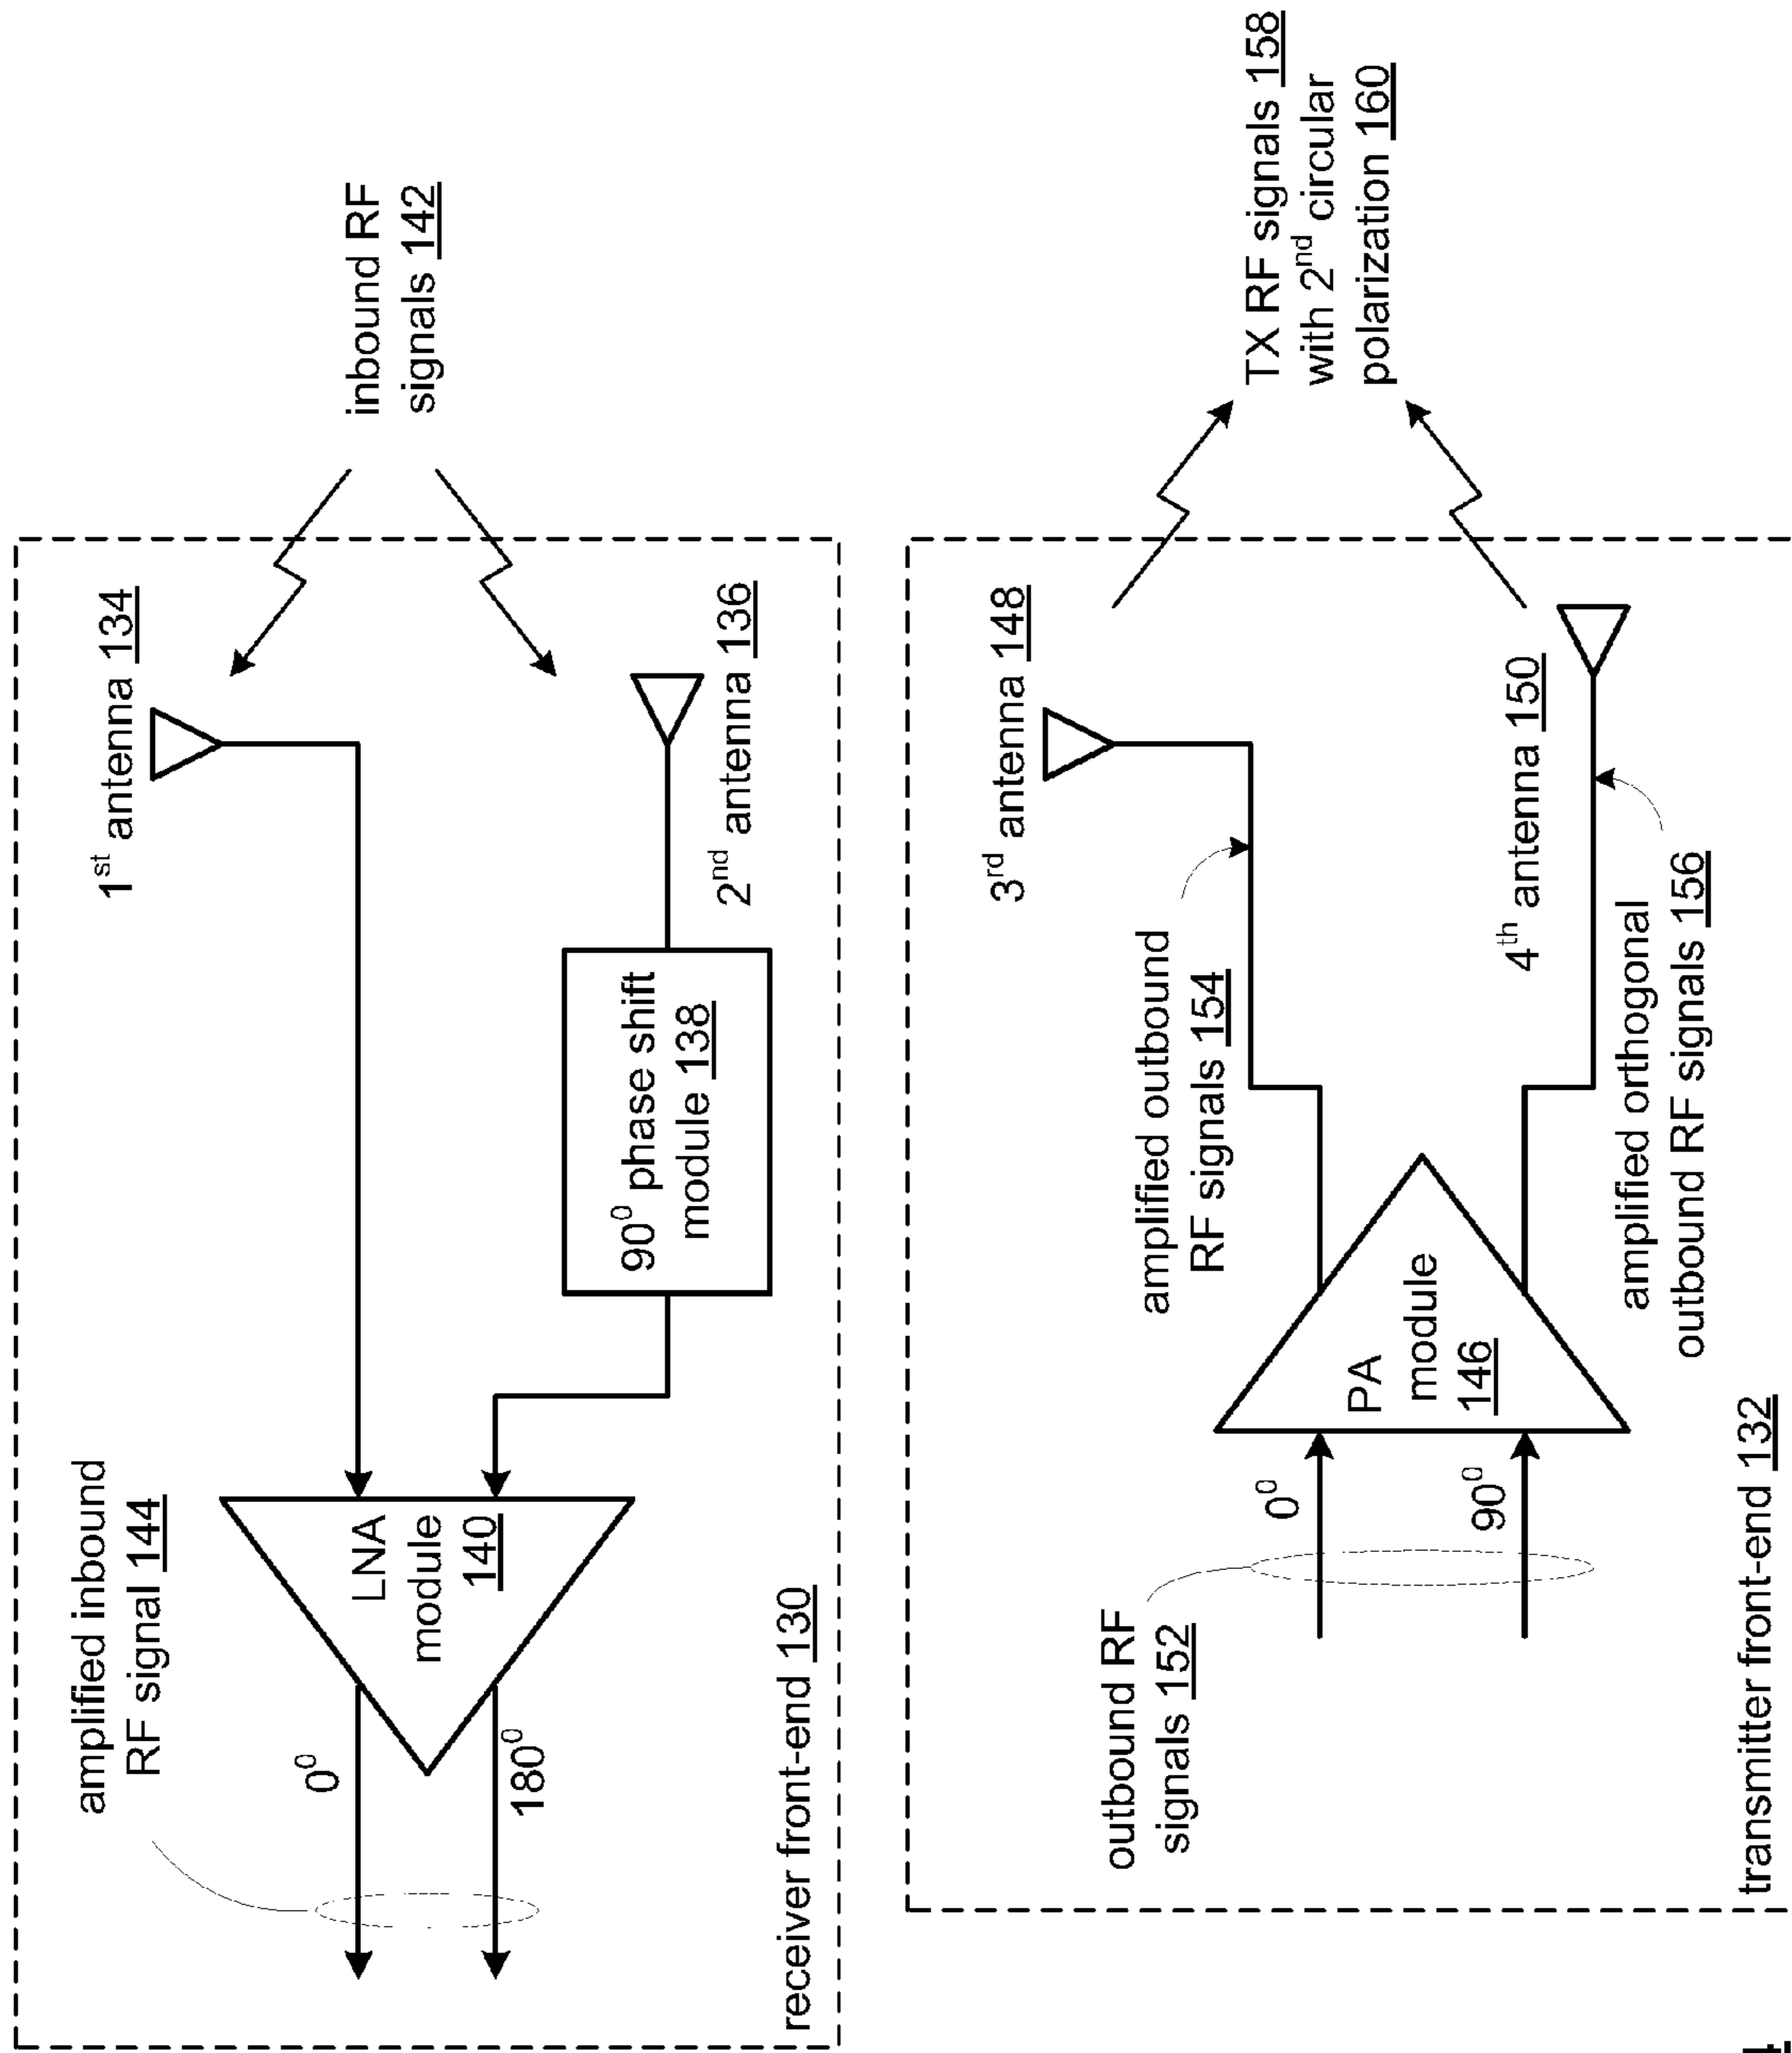 1st antenna 134
inbound RF
signals 142
amplified inbound
RF signal 144
0⁰
180⁰
LNA
module
140
90⁰ phase shift
module 138
2nd antenna 136
receiver front-end 130
3rd antenna 148
TX RF signals 158
with 2nd circular
polarization 160
amplified outbound
RF signals 154
outbound RF
signals 152
0⁰
90⁰
PA
module
146
4th antenna 150
amplified orthogonal
outbound RF signals 156
transmitter front-end 132